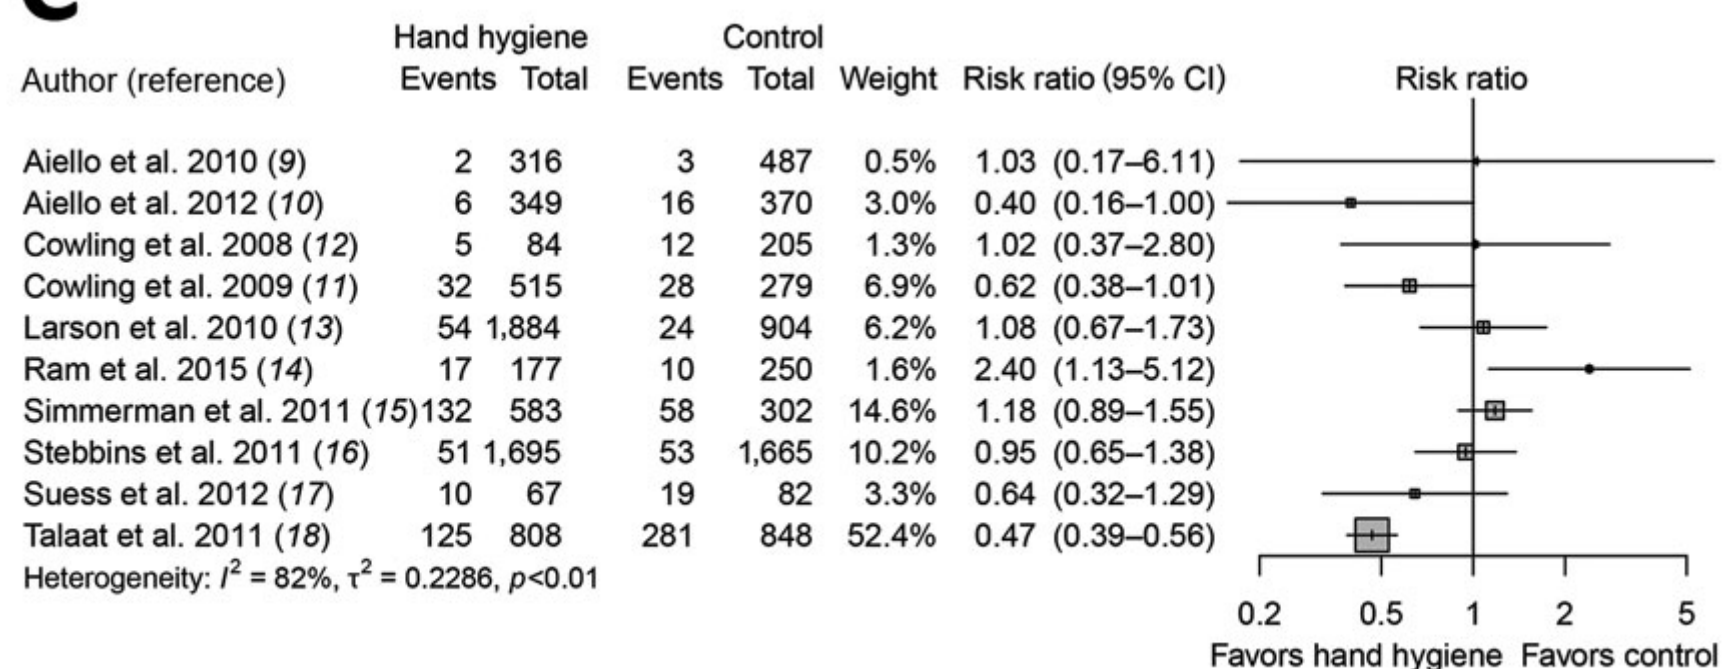 C
Hand hygiene Control
Author (reference) Events Total Events Total Weight Risk ratio (95% CI) Risk ratio
Aiello et al. 2010 (9) 2 316 3 487 0.5% 1.03 (0.17–6.11)
Aiello et al. 2012 (10) 6 349 16 370 3.0% 0.40 (0.16–1.00)
Cowling et al. 2008 (12) 5 84 12 205 1.3% 1.02 (0.37–2.80)
Cowling et al. 2009 (11) 32 515 28 279 6.9% 0.62 (0.38–1.01)
Larson et al. 2010 (13) 54 1,884 24 904 6.2% 1.08 (0.67–1.73)
Ram et al. 2015 (14) 17 177 10 250 1.6% 2.40 (1.13–5.12)
Simmerman et al. 2011 (15) 132 583 58 302 14.6% 1.18 (0.89–1.55)
Stebbins et al. 2011 (16) 51 1,695 53 1,665 10.2% 0.95 (0.65–1.38)
Suess et al. 2012 (17) 10 67 19 82 3.3% 0.64 (0.32–1.29)
Talaat et al. 2011 (18) 125 808 281 848 52.4% 0.47 (0.39–0.56)
Heterogeneity: I² = 82%, τ² = 0.2286, p<0.01
0.2 0.5 1 2 5
Favors hand hygiene Favors control